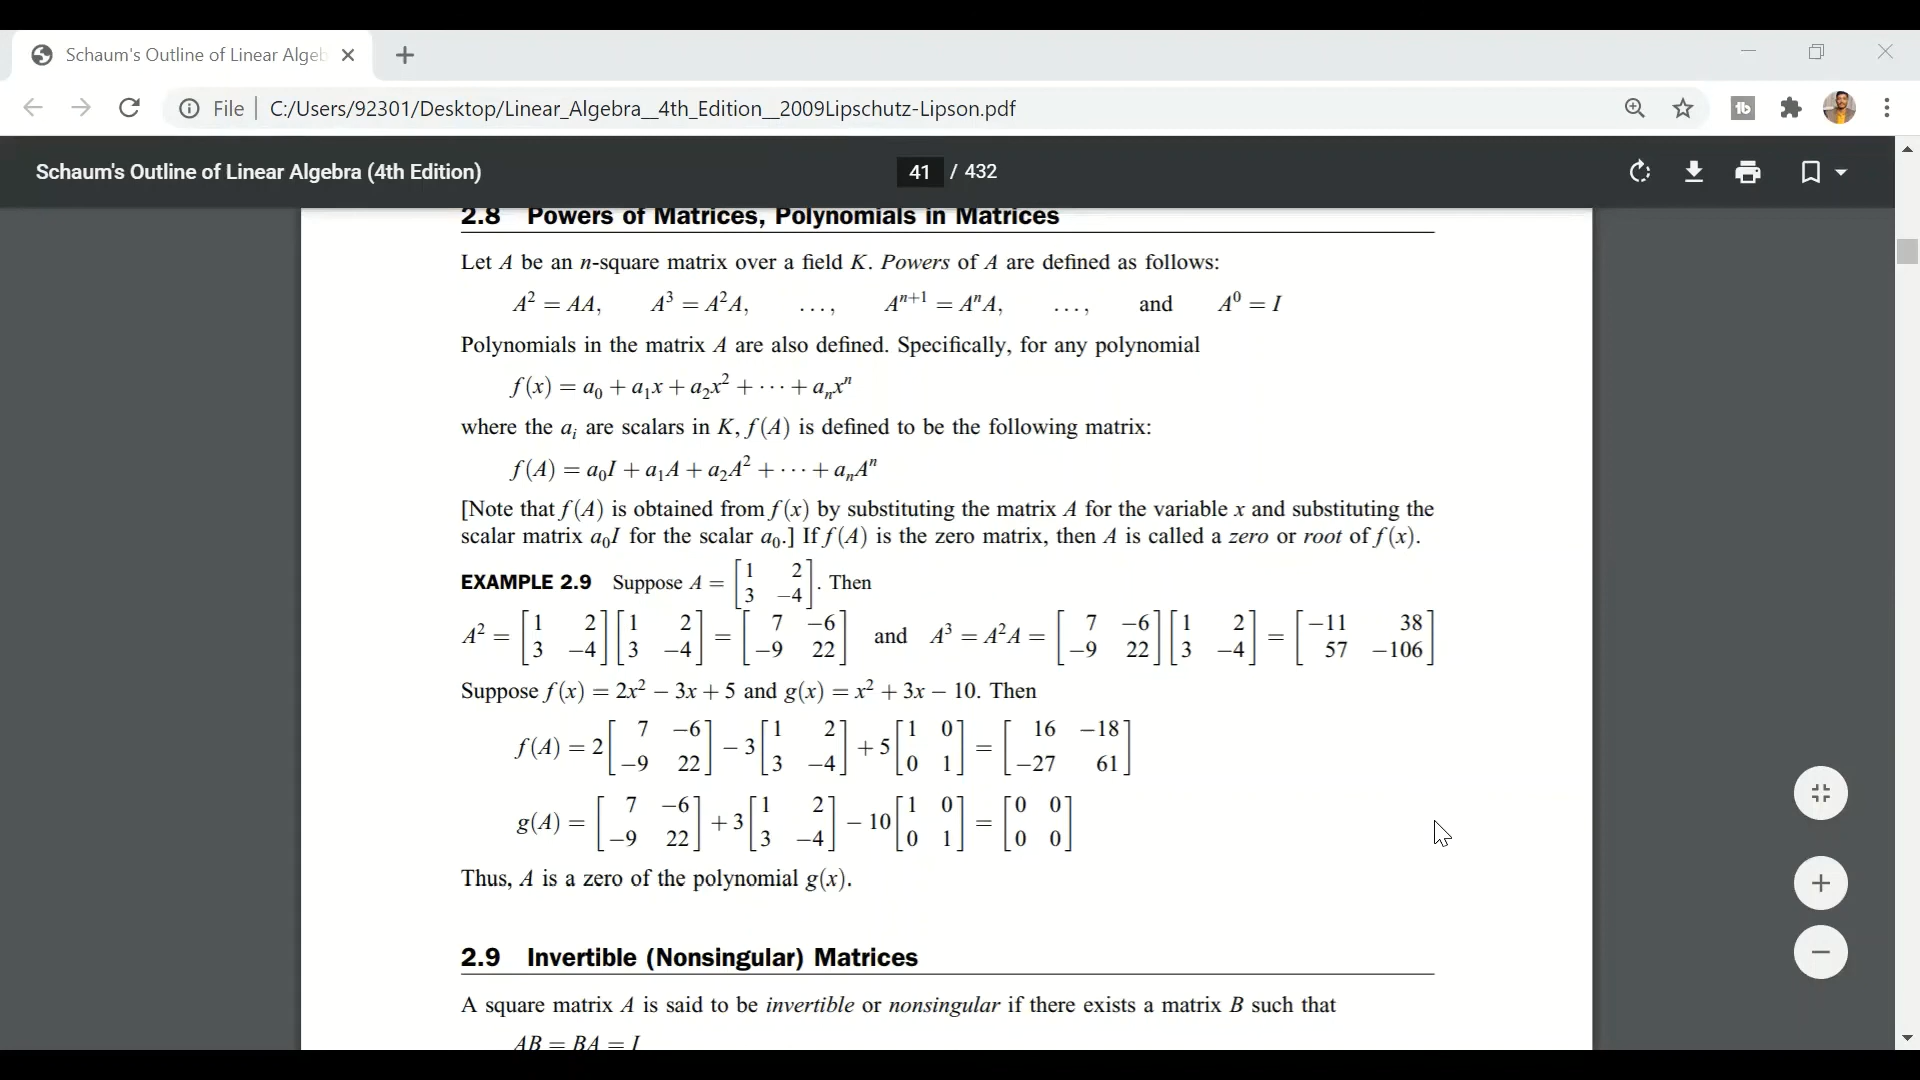 Schaum's Outline of Linear Algeb
File | C:/Users/92301/Desktop/Linear_Algebra__4th_Edition__2009Lipschutz-Lipson.pdf
Schaum's Outline of Linear Algebra (4th Edition) 41 / 432
2.8 Powers of Matrices, Polynomials in Matrices
Let A be an n-square matrix over a field K. Powers of A are defined as follows:
A² = AA, A³ = A²A, ..., Aⁿ⁺¹ = AⁿA, ..., and A⁰ = I
Polynomials in the matrix A are also defined. Specifically, for any polynomial
f(x) = a₀ + a₁x + a₂x² + ··· + aₙxⁿ
where the aᵢ are scalars in K, f(A) is defined to be the following matrix:
f(A) = a₀I + a₁A + a₂A² + ··· + aₙAⁿ
[Note that f(A) is obtained from f(x) by substituting the matrix A for the variable x and substituting the
scalar matrix a₀I for the scalar a₀.] If f(A) is the zero matrix, then A is called a zero or root of f(x).
EXAMPLE 2.9 Suppose A = [1 2; 3 −4]. Then
A² = [1 2; 3 −4][1 2; 3 −4] = [7 −6; −9 22] and A³ = A²A = [7 −6; −9 22][1 2; 3 −4] = [−11 38; 57 −106]
Suppose f(x) = 2x² − 3x + 5 and g(x) = x² + 3x − 10. Then
f(A) = 2[7 −6; −9 22] − 3[1 2; 3 −4] + 5[1 0; 0 1] = [16 −18; −27 61]
g(A) = [7 −6; −9 22] + 3[1 2; 3 −4] − 10[1 0; 0 1] = [0 0; 0 0]
Thus, A is a zero of the polynomial g(x).
2.9 Invertible (Nonsingular) Matrices
A square matrix A is said to be invertible or nonsingular if there exists a matrix B such that
AB = BA = I